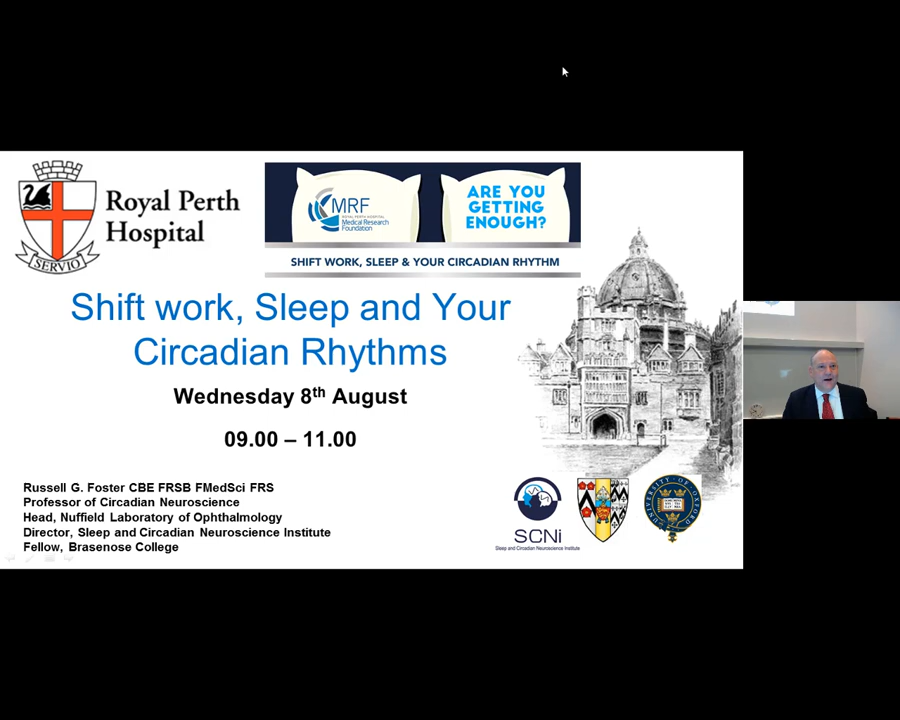 SERVIO
Royal Perth
Hospital
MRF
ROYAL PERTH HOSPITAL
Medical Research
Foundation
ARE YOU
GETTING
ENOUGH?
SHIFT WORK, SLEEP & YOUR CIRCADIAN RHYTHM
Shift work, Sleep and Your
Circadian Rhythms
Wednesday 8th August
09.00 – 11.00
Russell G. Foster CBE FRSB FMedSci FRS
Professor of Circadian Neuroscience
Head, Nuffield Laboratory of Ophthalmology
Director, Sleep and Circadian Neuroscience Institute
Fellow, Brasenose College
SCNi
Sleep and Circadian Neuroscience Institute
UNIVERSITY OF OXFORD